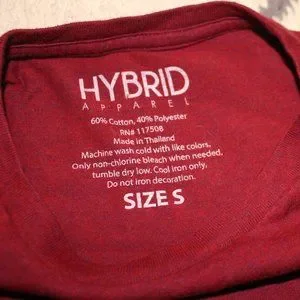 HYBRID
APPAREL
60% Cotton, 40% Polyester
RN# 117508
Made in Thailand
Machine wash cold with like colors.
Only non-chlorine bleach when needed,
tumble dry low. Cool iron only.
Do not iron decoration.
SIZE S